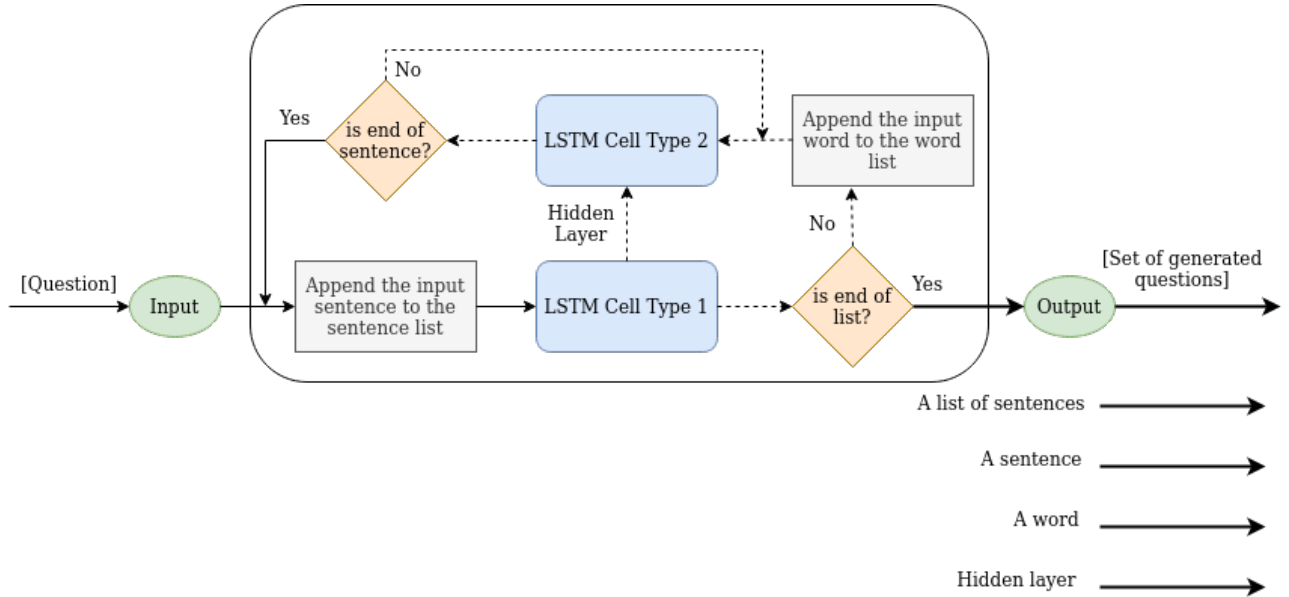 No
Yes
is end of
sentence?
LSTM Cell Type 2
Append the input
word to the word
list
Hidden
Layer
No
[Question]
Input
Append the input
sentence to the
sentence list
LSTM Cell Type 1
is end of
list?
Yes
Output
[Set of generated
questions]
A list of sentences
A sentence
A word
Hidden layer